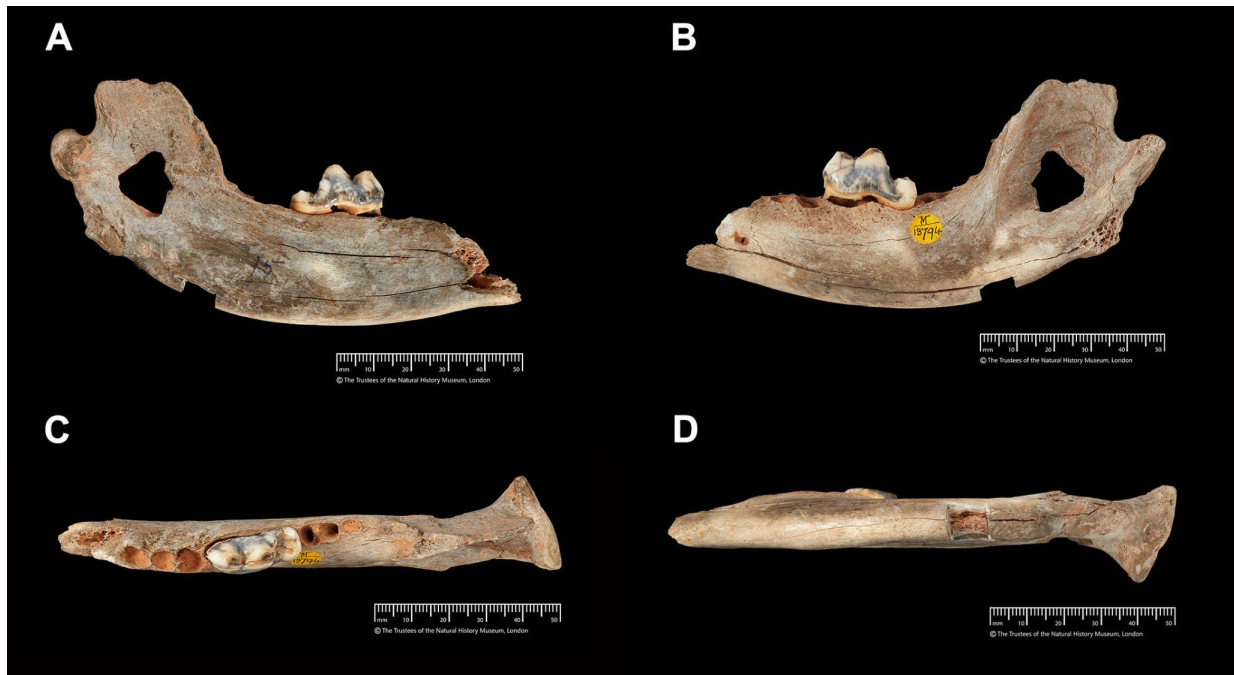 A
B
M
13794
mm 10 20 30 40 50
© The Trustees of the Natural History Museum, London
mm 10 20 30 40 50
© The Trustees of the Natural History Museum, London
C
D
M
13794
mm 10 20 30 40 50
© The Trustees of the Natural History Museum, London
mm 10 20 30 40 50
© The Trustees of the Natural History Museum, London